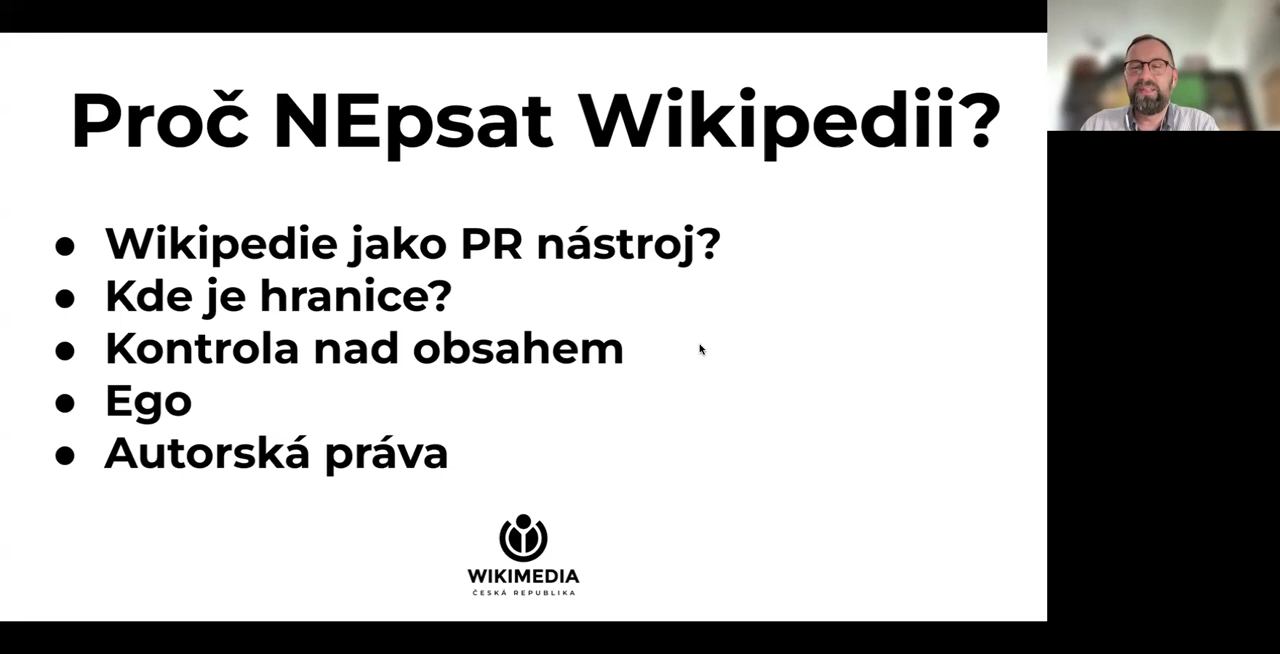 Proč NEpsat Wikipedii?
● Wikipedie jako PR nástroj?
● Kde je hranice?
● Kontrola nad obsahem
● Ego
● Autorská práva
WIKIMEDIA
ČESKÁ REPUBLIKA